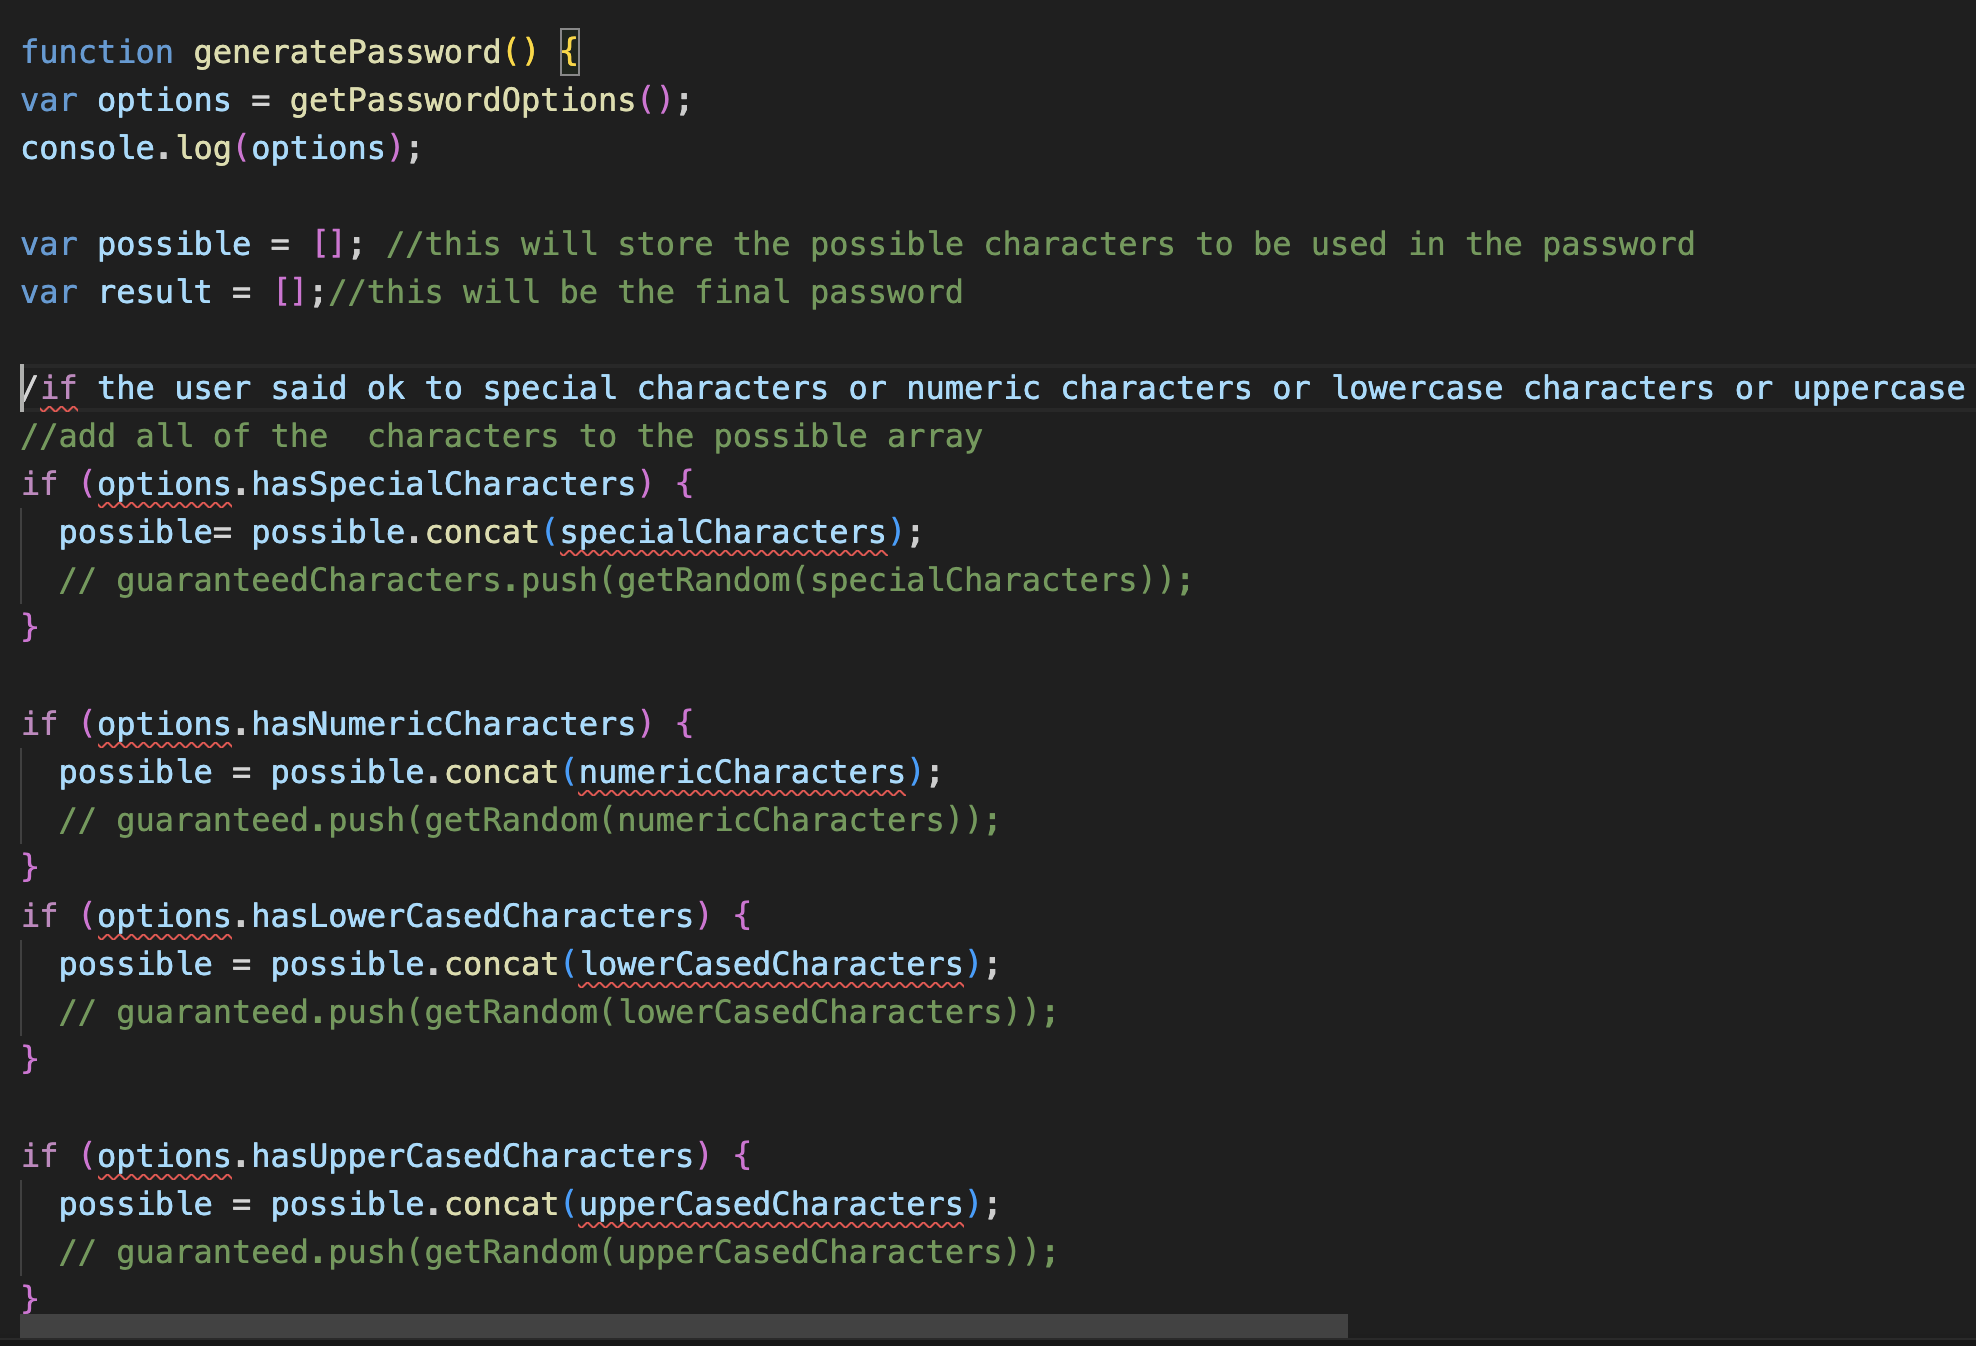 function generatePassword() {
var options = getPasswordOptions();
console.log(options);
var possible = []; //this will store the possible characters to be used in the password
var result = [];//this will be the final password
/if the user said ok to special characters or numeric characters or lowercase characters or uppercase
//add all of the  characters to the possible array
if (options.hasSpecialCharacters) {
  possible= possible.concat(specialCharacters);
  // guaranteedCharacters.push(getRandom(specialCharacters));
}
if (options.hasNumericCharacters) {
  possible = possible.concat(numericCharacters);
  // guaranteed.push(getRandom(numericCharacters));
}
if (options.hasLowerCasedCharacters) {
  possible = possible.concat(lowerCasedCharacters);
  // guaranteed.push(getRandom(lowerCasedCharacters));
}
if (options.hasUpperCasedCharacters) {
  possible = possible.concat(upperCasedCharacters);
  // guaranteed.push(getRandom(upperCasedCharacters));
}